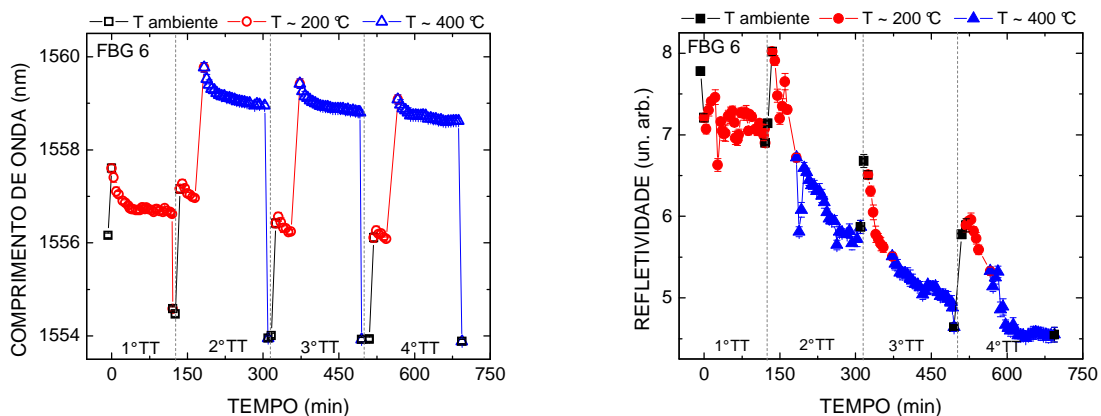 T ambiente T ~ 200 °C T ~ 400 °C
FBG 6
COMPRIMENTO DE ONDA (nm)
1560
1558
1556
1554
1°TT 2°TT 3°TT 4°TT
0 150 300 450 600 750
TEMPO (min)
T ambiente T ~ 200 °C T ~ 400 °C
FBG 6
REFLETIVIDADE (un. arb.)
8
7
6
5
4
1°TT 2°TT 3°TT 4°TT
0 150 300 450 600 750
TEMPO (min)